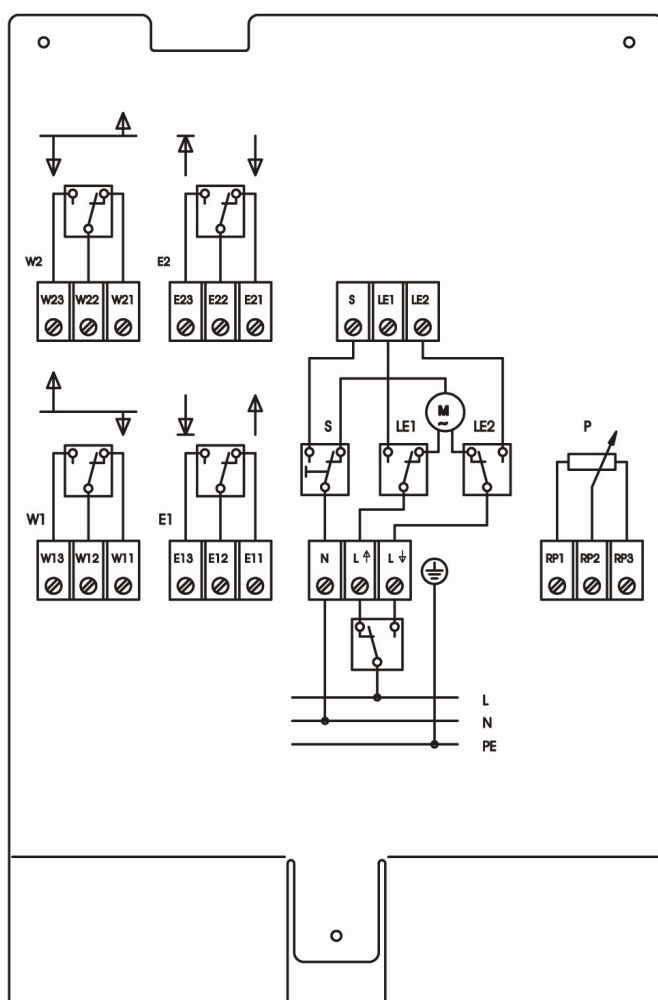 W2
E2
W23 W22 W21
E23 E22 E21
S LE1 LE2
M
~
S
LE1
LE2
P
W1
E1
W13 W12 W11
E13 E12 E11
N L L
RP1 RP2 RP3
L
N
PE